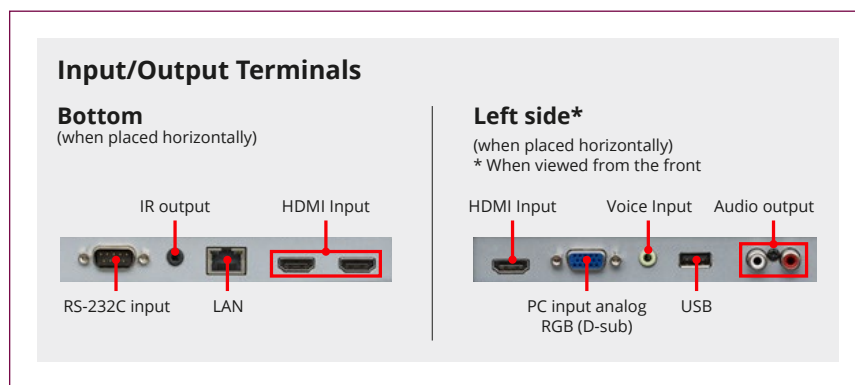 Input/Output Terminals
Bottom
(when placed horizontally)
IR output
HDMI Input
RS-232C input
LAN
Left side*
(when placed horizontally)
* When viewed from the front
HDMI Input
Voice Input
Audio output
PC input analog
RGB (D-sub)
USB